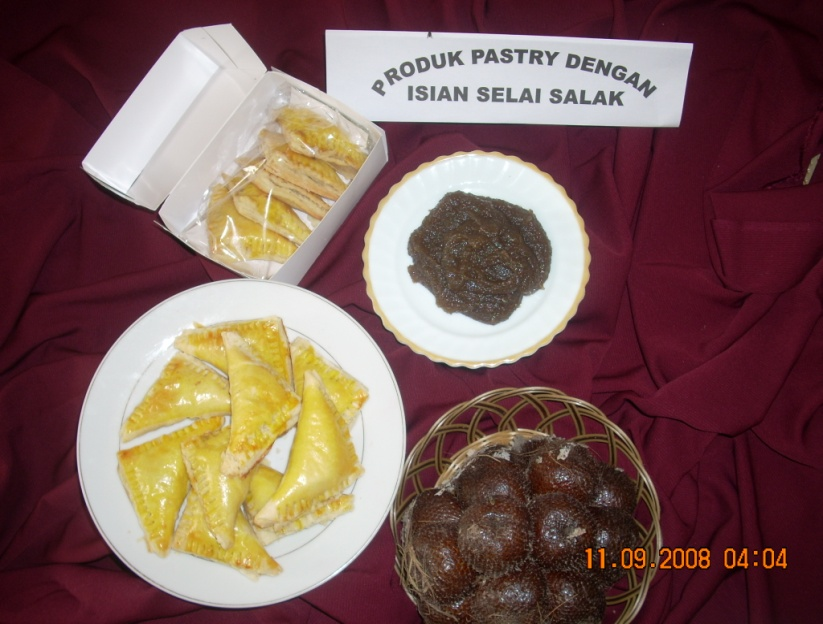 PRODUK PASTRY DENGAN
ISIAN SELAI SALAK
11.09.2008 04:04